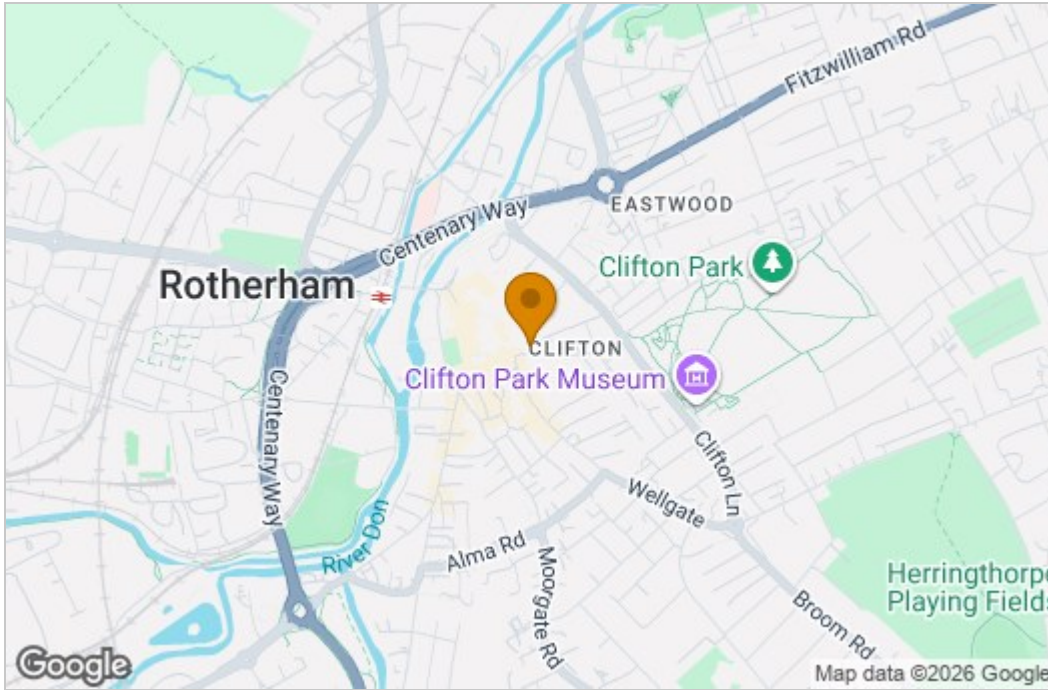 Fitzwilliam Rd
EASTWOOD
Centenary Way
Clifton Park
Rotherham
CLIFTON
Clifton Park Museum
Centenary Way
Clifton Ln
Wellgate
River Don
Alma Rd
Moorgate Rd
Herringthorpe
Playing Fields
Broom Rd
Google
Map data ©2026 Google